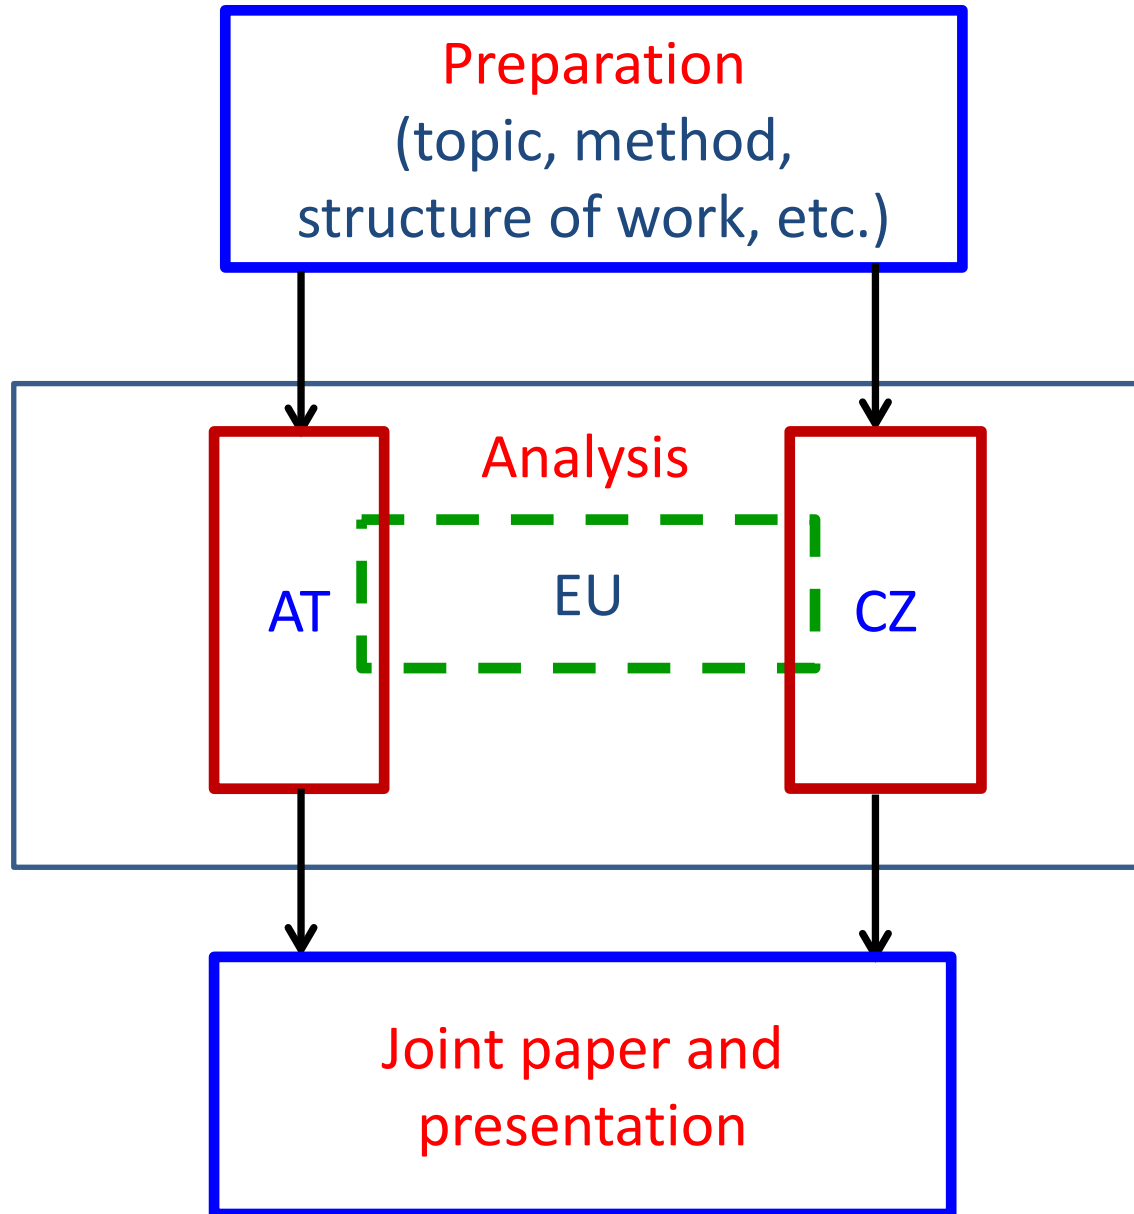 Preparation
(topic, method,
structure of work, etc.)
Analysis
AT
EU
CZ
Joint paper and
presentation